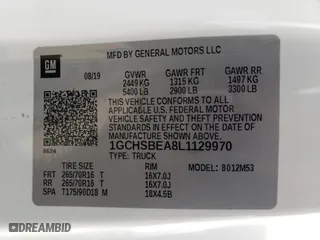 MFD BY GENERAL MOTORS LLC
GM
08/19 GVWR GAWR FRT GAWR RR
2449 KG 1315 KG 1497 KG
5400 LB 2900 LB 3300 LB
THIS VEHICLE CONFORMS TO ALL
APPLICABLE U.S. FEDERAL MOTOR
VEHICLE SAFETY AND THEFT
PREVENTION STANDARDS IN EFFECT
ON THE DATE OF MANUFACTURE
SHOWN ABOVE.
1GCHSBEA8L1129970
8624 TYPE: TRUCK
MODEL: 8012M53
TIRE SIZE RIM
FRT 265/70R16 T 16X7.0J
RR 265/70R16 T 16X7.0J
SPA T175/90D18 M 18X4.5B
© AUTOBIDMASTER